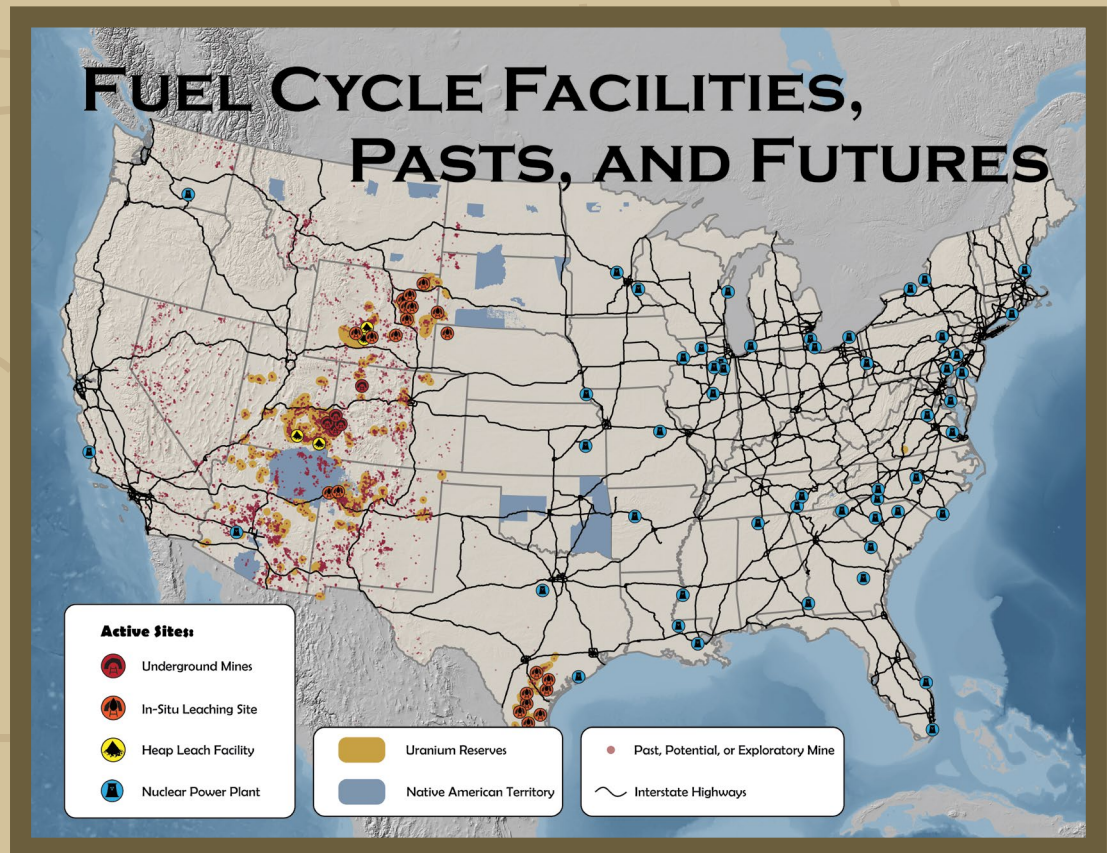 FUEL CYCLE FACILITIES,
PASTS, AND FUTURES
Active Sites:
Underground Mines
In-Situ Leaching Site
Heap Leach Facility
Nuclear Power Plant
Uranium Reserves
Native American Territory
Past, Potential, or Exploratory Mine
Interstate Highways